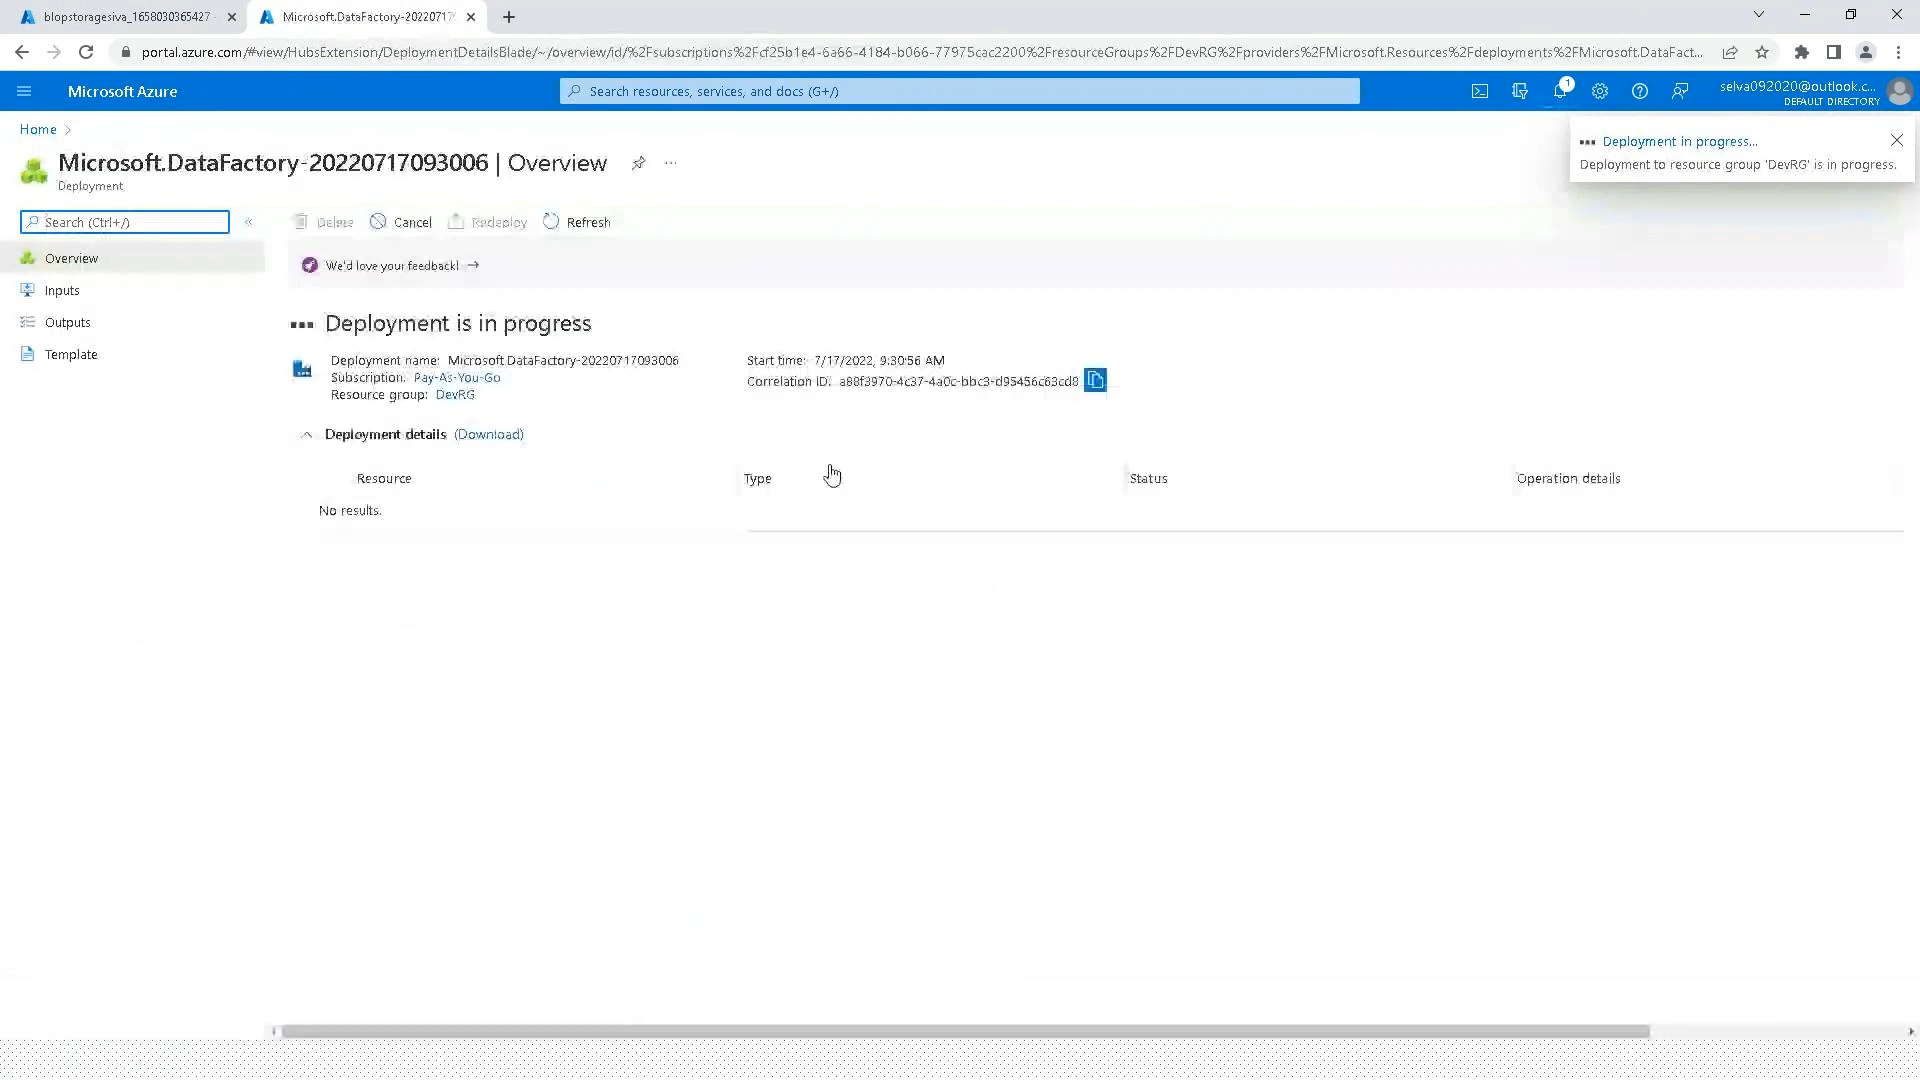 blopstoragesiva_1658030365427
Microsoft.DataFactory-2022071
portal.azure.com/#view/HubsExtension/DeploymentDetailsBlade/~/overview/id/%2Fsubscriptions%2Fcf25b1e4-6a66-4184-b066-77975cac2200%2FresourceGroups%2FDevRG%2Fproviders%2FMicrosoft.Resources%2Fdeployments%2FMicrosoft.DataFact...
Microsoft Azure
Search resources, services, and docs (G+/)
1
selva092020@outlook.c...
DEFAULT DIRECTORY
Home
Deployment in progress...
Deployment to resource group 'DevRG' is in progress.
Microsoft.DataFactory-20220717093006 | Overview
Deployment
Search (Ctrl+/)
Delete
Cancel
Redeploy
Refresh
Overview
Inputs
Outputs
Template
We'd love your feedback!
Deployment is in progress
Deployment name: Microsoft.DataFactory-20220717093006
Subscription: Pay-As-You-Go
Resource group: DevRG
Start time: 7/17/2022, 9:30:56 AM
Correlation ID: a88f3970-4c37-4a0c-bbc3-d95456c63cd8
Deployment details (Download)
Resource
Type
Status
Operation details
No results.